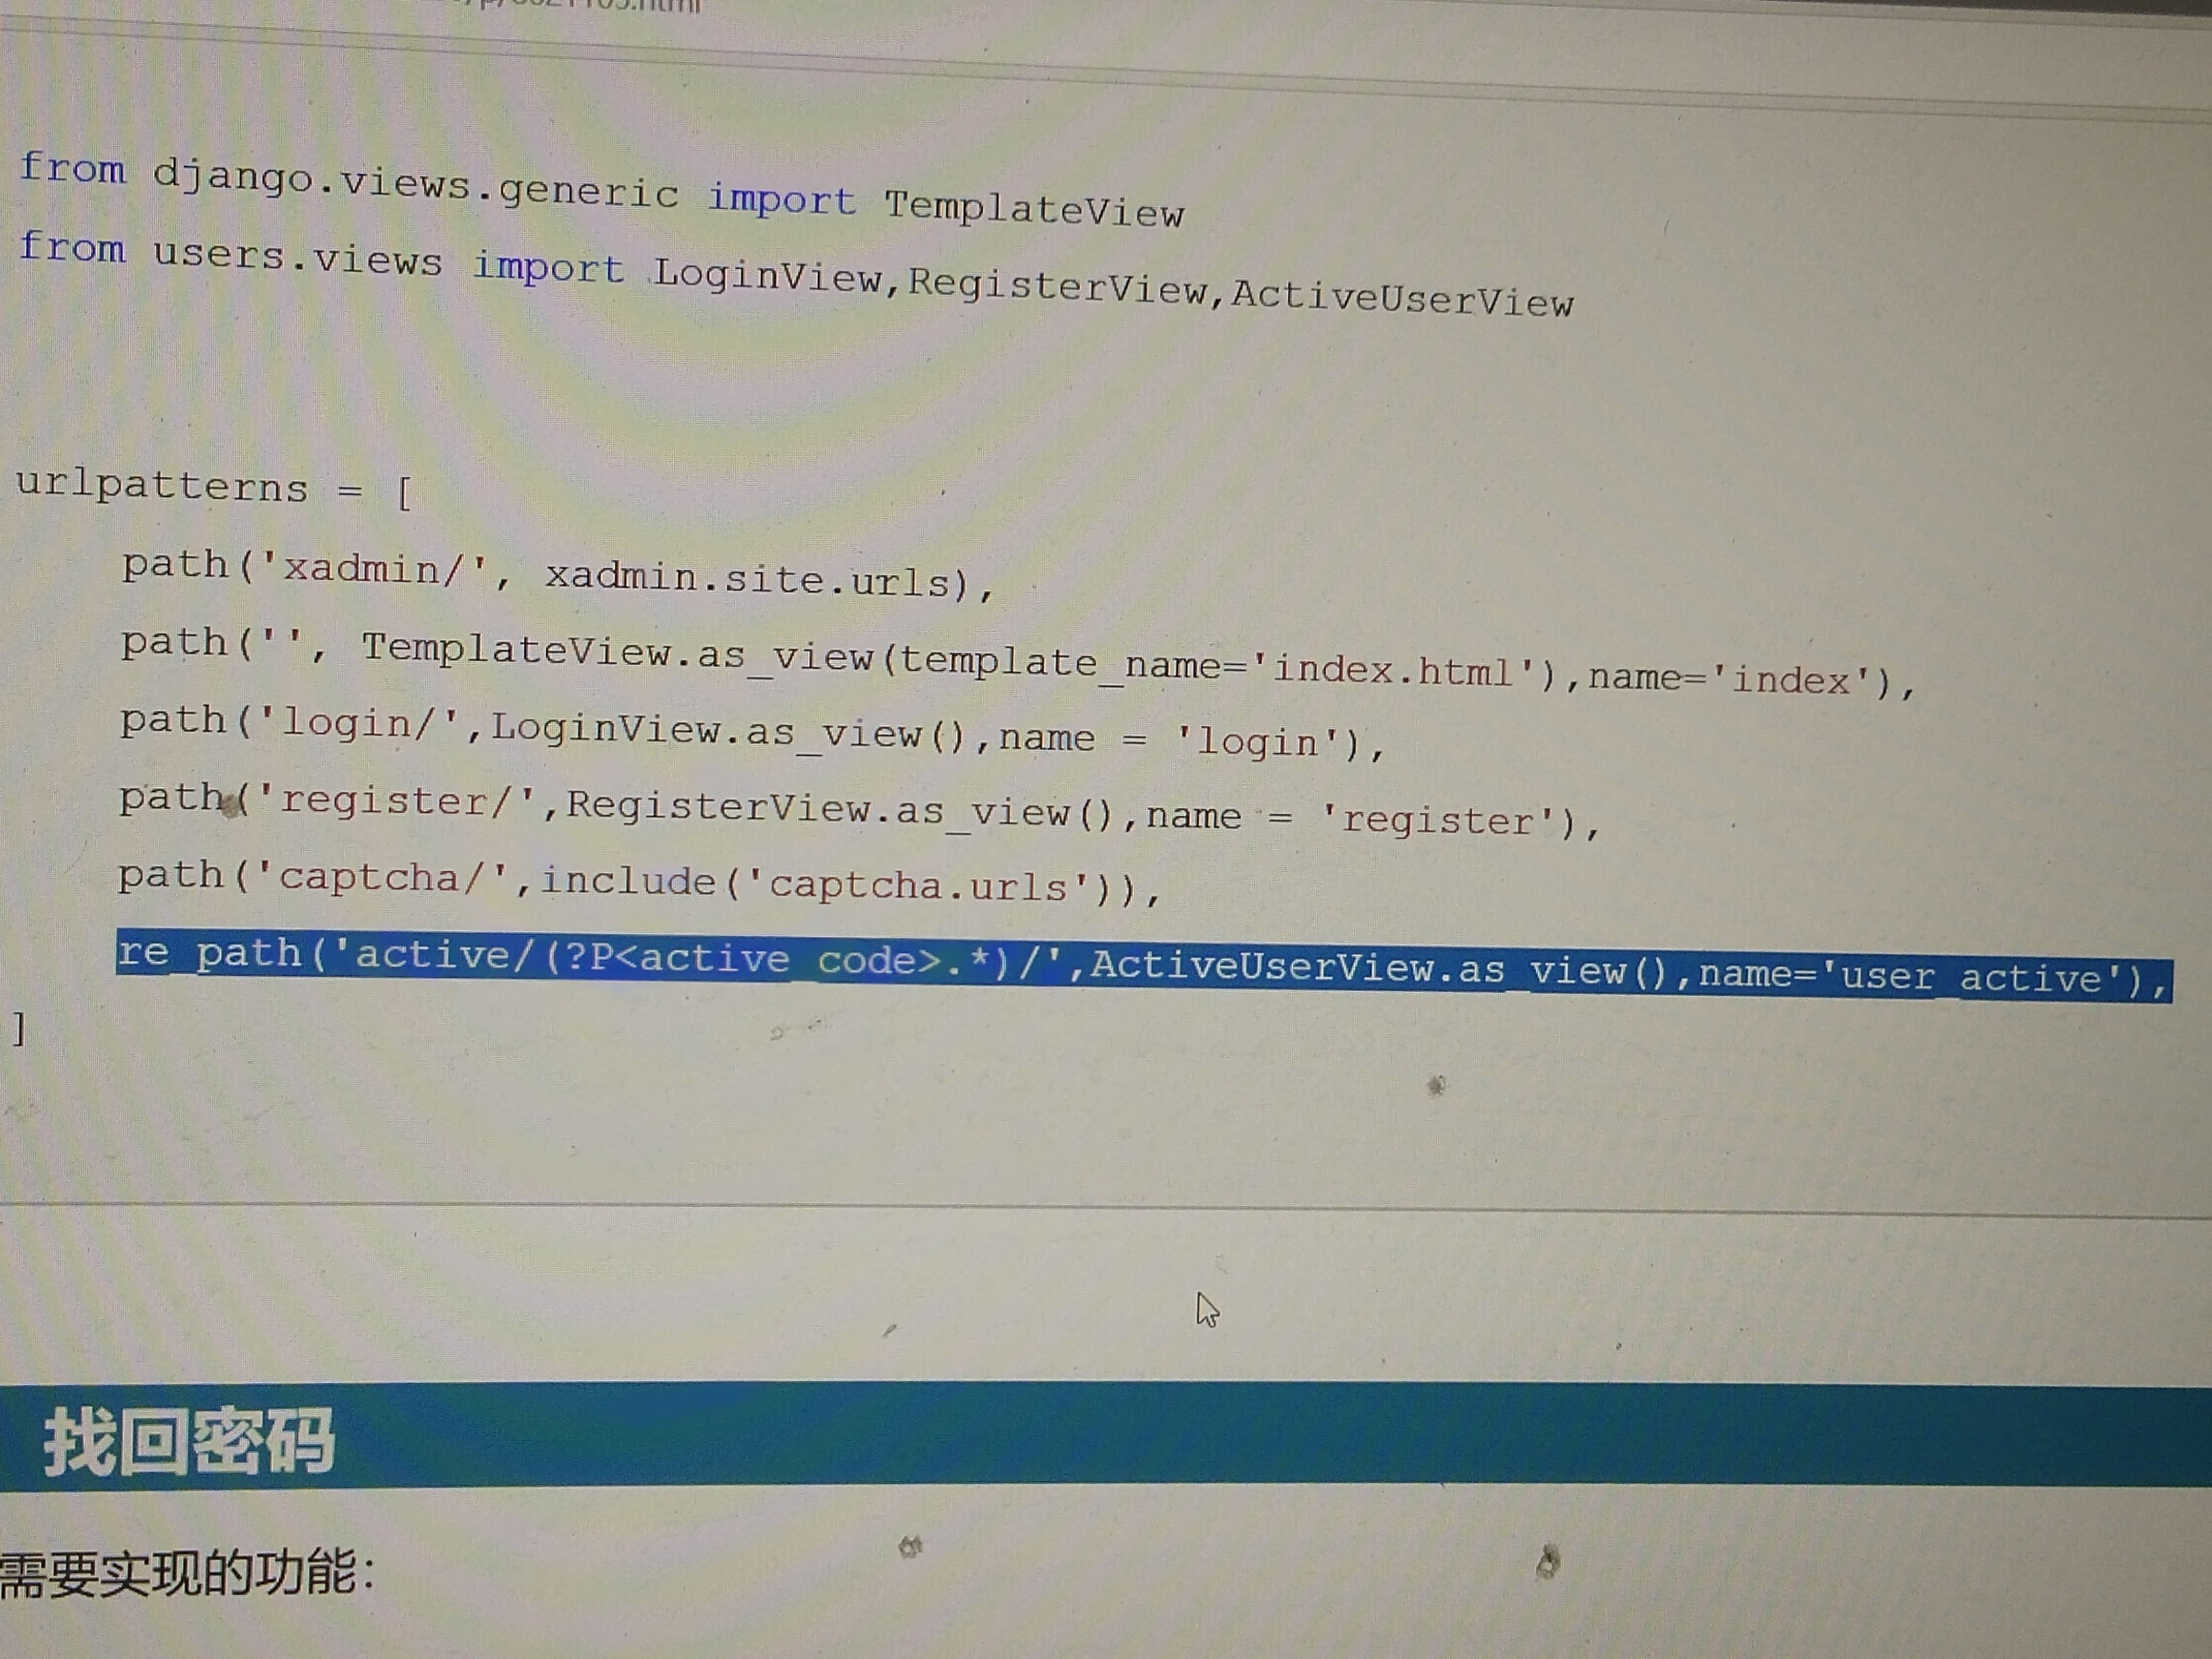 from django.views.generic import TemplateView
from users.views import LoginView,RegisterView,ActiveUserView
urlpatterns = [
path('xadmin/', xadmin.site.urls),
path('', TemplateView.as_view(template_name='index.html'),name='index'),
path('login/',LoginView.as_view(),name = 'login'),
path('register/',RegisterView.as_view(),name = 'register'),
path('captcha/',include('captcha.urls')),
re_path('active/(?P<active_code>.*)/',ActiveUserView.as_view(),name='user_active'),
]
找回密码
需要实现的功能：